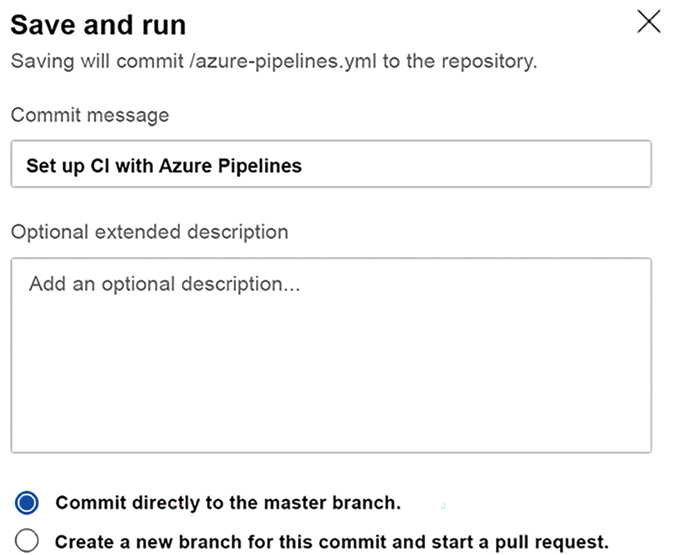 Save and run
Saving will commit /azure-pipelines.yml to the repository.
Commit message
Set up CI with Azure Pipelines
Optional extended description
Add an optional description...
Commit directly to the master branch.
Create a new branch for this commit and start a pull request.